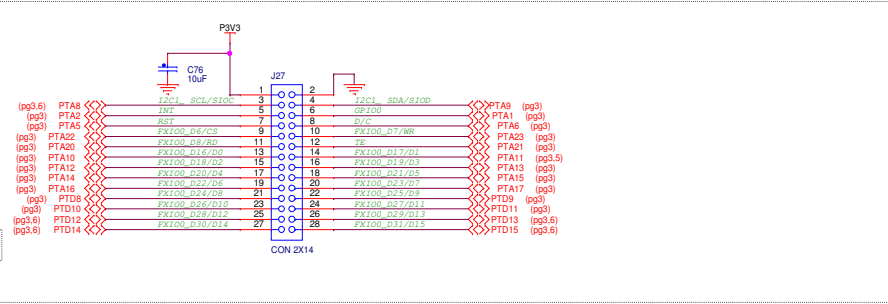 P3V3
C76
10uF
J27
1 2
(pg3,6) PTA8 I2C1_ SCL/SIOC 3 4 I2C1_ SDA/SIOD PTA9 (pg3)
(pg3) PTA2 INT 5 6 GPIO0 PTA1 (pg3)
(pg3) PTA5 RST 7 8 D/C PTA6 (pg3)
(pg3) PTA22 FXIO0_D6/CS 9 10 FXIO0_D7/WR PTA23 (pg3)
(pg3) PTA20 FXIO0_D8/RD 11 12 TE PTA21 (pg3)
(pg3) PTA10 FXIO0_D16/D0 13 14 FXIO0_D17/D1 PTA11 (pg3,5)
(pg3) PTA12 FXIO0_D18/D2 15 16 FXIO0_D19/D3 PTA13 (pg3)
(pg3) PTA14 FXIO0_D20/D4 17 18 FXIO0_D21/D5 PTA15 (pg3)
(pg3) PTA16 FXIO0_D22/D6 19 20 FXIO0_D23/D7 PTA17 (pg3)
(pg3) PTD8 FXIO0_D24/D8 21 22 FXIO0_D25/D9 PTD9 (pg3)
(pg3) PTD10 FXIO0_D26/D10 23 24 FXIO0_D27/D11 PTD11 (pg3)
(pg3,6) PTD12 FXIO0_D28/D12 25 26 FXIO0_D29/D13 PTD13 (pg3,6)
(pg3,6) PTD14 FXIO0_D30/D14 27 28 FXIO0_D31/D15 PTD15 (pg3,6)
CON 2X14